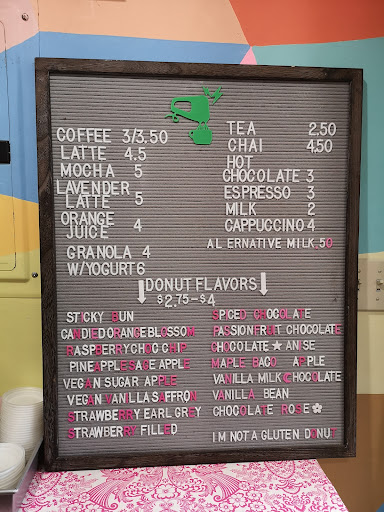 COFFEE 3/3.50
LATTE 4.5
MOCHA 5
LAVENDER
LATTE 5
ORANGE
JUICE 4
GRANOLA 4
W/YOGURT 6
TEA 2.50
CHAI 4.50
HOT
CHOCOLATE 3
ESPRESSO 3
MILK 2
CAPPUCCINO 4
AL ERNATIVE MILK .50
DONUT FLAVORS
$2.75-$4
STICKY BUN
CANDIED ORANGE BLOSSOM
RASPBERRY CHOC CHIP
PINEAPPLE SAGE APPLE
VEGAN SUGAR APPLE
VEGAN VANILLA SAFFRON
STRAWBERRY EARL GREY
STRAWBERRY FILLED
SPICED CHOCOLATE
PASSIONFRUIT CHOCOLATE
CHOCOLATE ★ ANISE
MAPLE BACO APPLE
VANILLA MILK CHOCOLATE
VANILLA BEAN
CHOCOLATE ROSE
I'M NOT A GLUTEN. DONUT